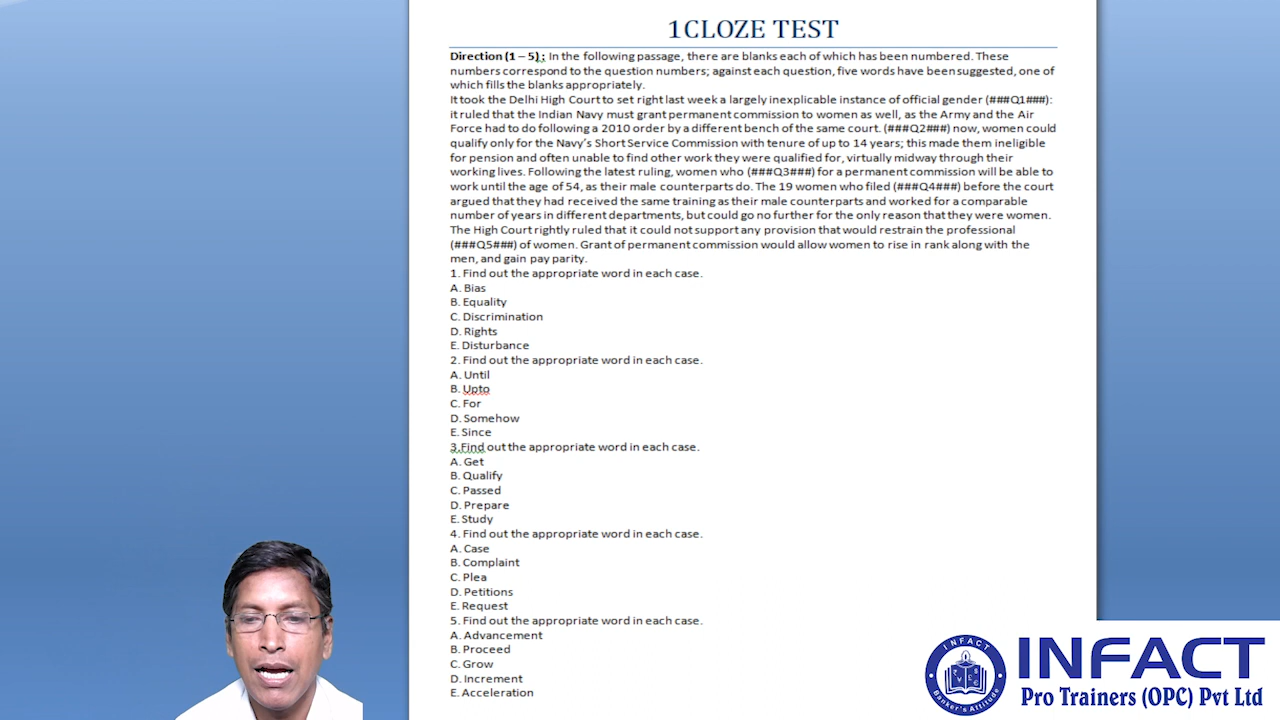 1CLOZE TEST
Direction (1 – 5) ; In the following passage, there are blanks each of which has been numbered. These
numbers correspond to the question numbers; against each question, five words have been suggested, one of
which fills the blanks appropriately.
It took the Delhi High Court to set right last week a largely inexplicable instance of official gender (###Q1###):
it ruled that the Indian Navy must grant permanent commission to women as well, as the Army and the Air
Force had to do following a 2010 order by a different bench of the same court. (###Q2###) now, women could
qualify only for the Navy's Short Service Commission with tenure of up to 14 years; this made them ineligible
for pension and often unable to find other work they were qualified for, virtually midway through their
working lives. Following the latest ruling, women who (###Q3###) for a permanent commission will be able to
work until the age of 54, as their male counterparts do. The 19 women who filed (###Q4###) before the court
argued that they had received the same training as their male counterparts and worked for a comparable
number of years in different departments, but could go no further for the only reason that they were women.
The High Court rightly ruled that it could not support any provision that would restrain the professional
(###Q5###) of women. Grant of permanent commission would allow women to rise in rank along with the
men, and gain pay parity.
1. Find out the appropriate word in each case.
A. Bias
B. Equality
C. Discrimination
D. Rights
E. Disturbance
2. Find out the appropriate word in each case.
A. Until
B. Upto
C. For
D. Somehow
E. Since
3.Find out the appropriate word in each case.
A. Get
B. Qualify
C. Passed
D. Prepare
E. Study
4. Find out the appropriate word in each case.
A. Case
B. Complaint
C. Plea
D. Petitions
E. Request
5. Find out the appropriate word in each case.
A. Advancement
B. Proceed
C. Grow
D. Increment
E. Acceleration
INFACT
Banker's Attitude
INFACT
Pro Trainers (OPC) Pvt Ltd